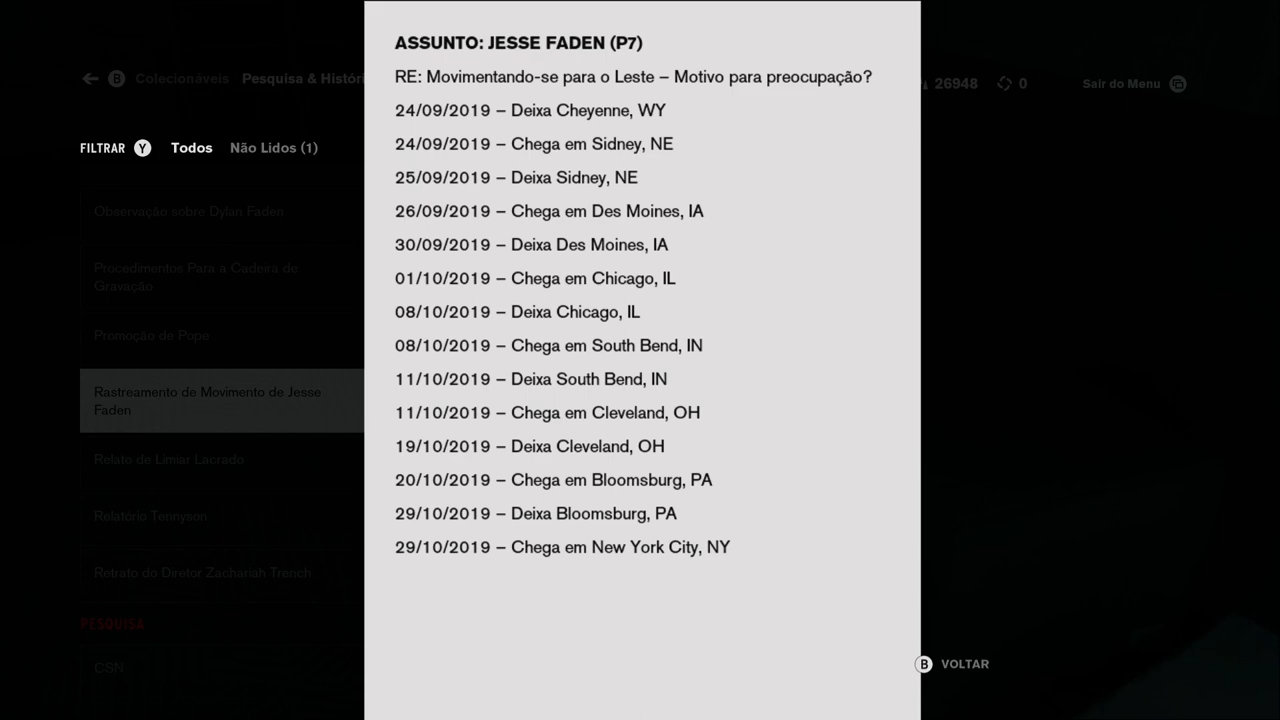 ASSUNTO: JESSE FADEN (P7)
RE: Movimentando-se para o Leste – Motivo para preocupação?
24/09/2019 – Deixa Cheyenne, WY
24/09/2019 – Chega em Sidney, NE
25/09/2019 – Deixa Sidney, NE
26/09/2019 – Chega em Des Moines, IA
30/09/2019 – Deixa Des Moines, IA
01/10/2019 – Chega em Chicago, IL
08/10/2019 – Deixa Chicago, IL
08/10/2019 – Chega em South Bend, IN
11/10/2019 – Deixa South Bend, IN
11/10/2019 – Chega em Cleveland, OH
19/10/2019 – Deixa Cleveland, OH
20/10/2019 – Chega em Bloomsburg, PA
29/10/2019 – Deixa Bloomsburg, PA
29/10/2019 – Chega em New York City, NY
B Colecionáveis Pesquisa & Históri
26948 0 Sair do Menu
FILTRAR Y Todos Não Lidos (1)
Observação sobre Dylan Faden
Procedimentos Para a Cadeira de
Gravação
Promoção de Pope
Rastreamento de Movimento de Jesse
Faden
Relato de Limiar Lacrado
Relatório Tennyson
Retrato do Diretor Zachariah Trench
PESQUISA
CSN
B VOLTAR